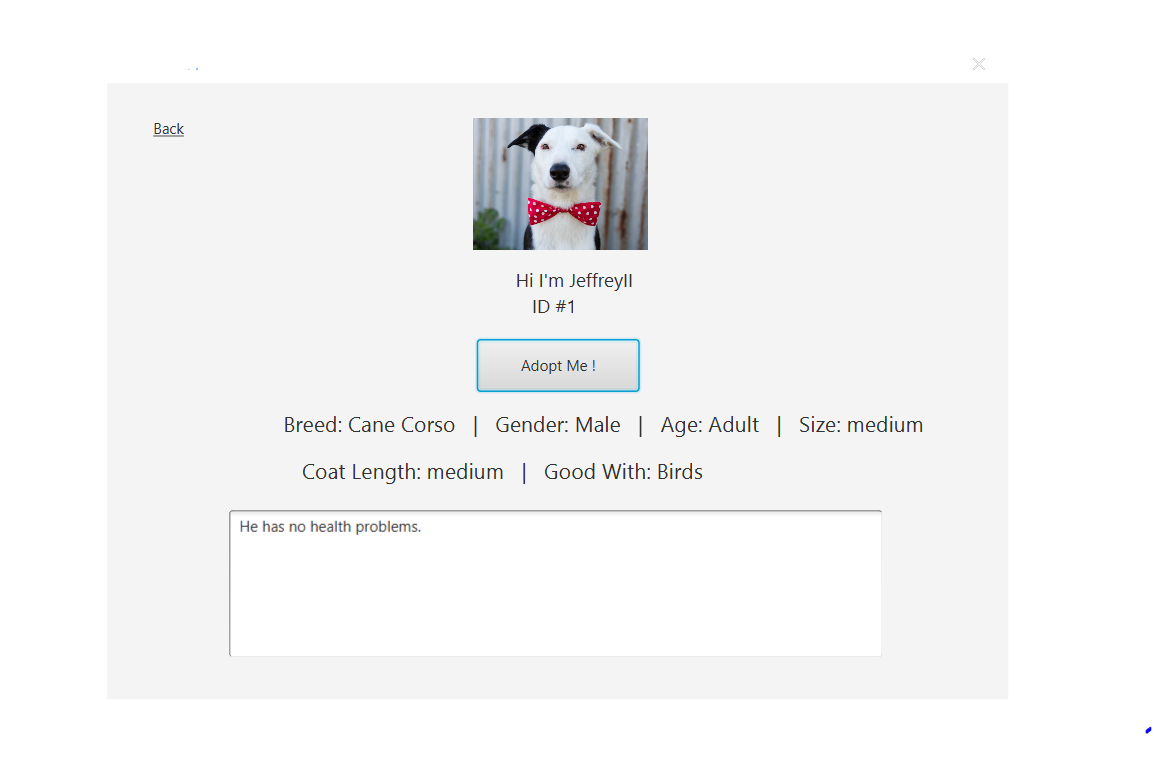 Back
Hi I'm JeffreyII
ID #1
Adopt Me !
Breed: Cane Corso | Gender: Male | Age: Adult | Size: medium
Coat Length: medium | Good With: Birds
He has no health problems.